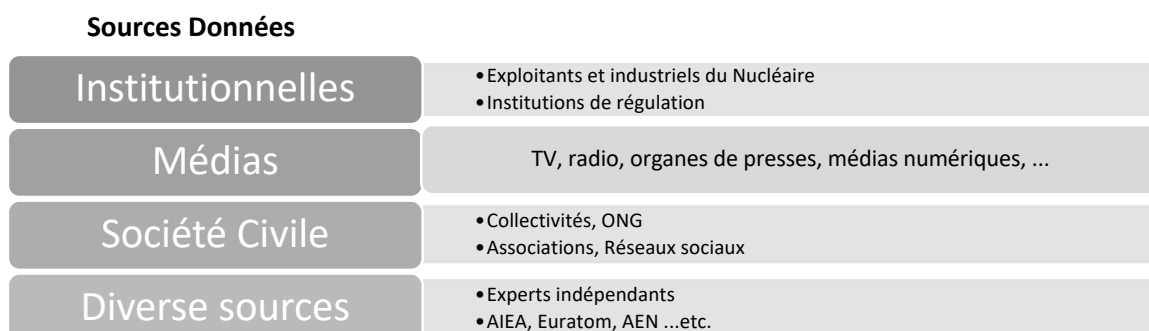 Sources Données
Institutionnelles
•Exploitants et industriels du Nucléaire
•Institutions de régulation
Médias
TV, radio, organes de presses, médias numériques, ...
Société Civile
•Collectivités, ONG
•Associations, Réseaux sociaux
Diverse sources
•Experts indépendants
•AIEA, Euratom, AEN ...etc.